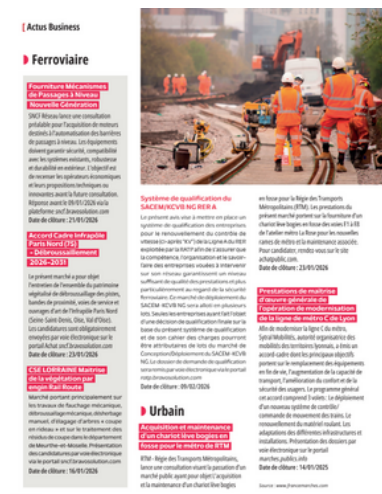 [ Actus Business
Ferroviaire
Fourniture Mécanismes
de Passages à Niveau
Nouvelle Génération
SNCF Réseau lance une consultation
préalable pour l'acquisition de moteurs
destinés à l'automatisation des barrières
de passages à niveau. Les équipements
doivent garantir sécurité, compatibilité
avec les systèmes existants, robustesse
et durabilité en extérieur. L'objectif est
de recenser les opérateurs économiques
et leurs propositions techniques ou
innovantes avant la future consultation.
Réponse avant le 09/01/2026 via la
plateforme sncf.bravosolution.com
Date de clôture : 21/01/2026
Accord Cadre Infrapôle
Paris Nord (75)
- Débroussaillement
2026-2031
Le présent marché a pour objet
l'entretien de l'ensemble du patrimoine
végétalisé de débroussaillage des pistes,
bandes de proximité, voies de service et
ouvrages d'art de l'Infrapôle Paris Nord
(Seine-Saint-Denis, Oise, Val d'Oise).
Les candidatures sont obligatoirement
envoyées par voie électronique sur le
portail Achat sncf.bravosolution.com
Date de clôture : 23/01/2026
CSE LORRAINE Maitrise
de la végétation par
engin Rail Route
Marché portant principalement sur
les travaux de fauchage mécanique,
débroussaillage mécanique, désherbage
manuel, d'élagage d'arbres « coupe
en rideau » et sur le traitement des
résidus de coupe dans le département
de Meurthe-et-Moselle. Présentation
des candidatures par voie électronique
via le portail sncf.bravosolution.com
Date de clôture : 16/01/2026
Système de qualification du
SACEM/KCVB NG RER A
Le présent avis vise à mettre en place un
système de qualification des entreprises
pour le renouvellement du contrôle de
vitesse (ci-après "KV") de la Ligne A du RER
exploitée par la RATP afin de s'assurer que
la compétence, l'organisation et le savoir-
faire des entreprises vouées à intervenir
sur son réseau garantissent un niveau
suffisant de qualité des prestations et plus
particulièrement au regard de la sécurité
ferroviaire. Ce marché de déploiement du
SACEM -KCVB NG sera alloti en plusieurs
lots. Seules les entreprises ayant fait l'objet
d'une décision de qualification finale sur la
base du présent système de qualification
et de son cahier des charges pourront
être attributaires de lots du marché de
Conception/Déploiement du SACEM -KCVB
NG Le dossier de demande de qualification
sera remis par voie électronique via le portail
ratp.bravosolution.com
Date de clôture : 09/02/2026
Urbain
Acquisition et maintenance
d'un chariot lève bogies en
fosse pour le métro de RTM
RTM - Régie des Transports Métropolitains,
lance une consultation visant la passation d'un
marché public ayant pour objet L'acquisition
et la maintenance d'un chariot lève bogies
en fosse pour la Régie des Transports
Métropolitains (RTM). Les prestations du
présent marché portent sur la fourniture d'un
chariot lève bogies en fosse des voies F1 à F8
de l'atelier métro La Rose pour les nouvelles
rames de métro et la maintenance associée.
Pour candidater, rendez vous sur le site
achatpublic.com.
Date de clôture : 23/01/2026
Prestations de maitrise
d'œuvre générale de
l'opération de modernisation
de la ligne de métro C de Lyon
Afin de moderniser la ligne C du métro,
Sytral Mobilités, autorité organisatrice des
mobilités des territoires lyonnais, a émis un
accord-cadre dont les principaux objectifs
portent sur le remplacement des équipements
en fin de vie, l'augmentation de la capacité de
transport, l'amélioration du confort et de la
sécurité des usagers. Le programme général
cet accord comprend 3 volets : Le déploiement
d'un nouveau système de contrôle/
commande de mouvement des trains. Le
renouvellement du matériel roulant. Les
adaptations des différentes infrastructures et
installations. Présentation des dossiers par
voie électronique sur le portail
marches.publics.info
Date de clôture : 14/01/2025